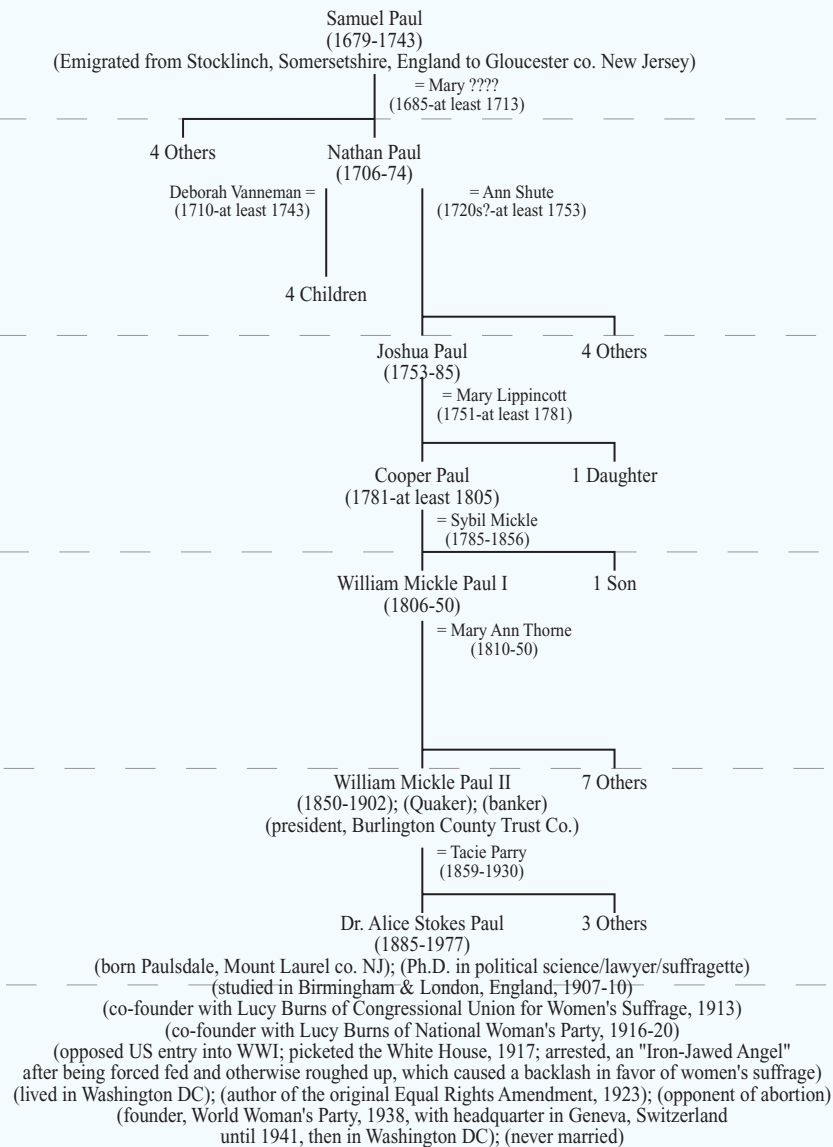 Samuel Paul
(1679-1743)
(Emigrated from Stocklinch, Somersetshire, England to Gloucester co. New Jersey)
= Mary ????
(1685-at least 1713)
4 Others
Nathan Paul
(1706-74)
Deborah Vanneman =
(1710-at least 1743)
= Ann Shute
(1720s?-at least 1753)
4 Children
Joshua Paul
(1753-85)
4 Others
= Mary Lippincott
(1751-at least 1781)
Cooper Paul
(1781-at least 1805)
1 Daughter
= Sybil Mickle
(1785-1856)
William Mickle Paul I
(1806-50)
1 Son
= Mary Ann Thorne
(1810-50)
William Mickle Paul II
(1850-1902); (Quaker); (banker)
(president, Burlington County Trust Co.)
7 Others
= Tacie Parry
(1859-1930)
Dr. Alice Stokes Paul
(1885-1977)
3 Others
(born Paulsdale, Mount Laurel co. NJ); (Ph.D. in political science/lawyer/suffragette)
(studied in Birmingham & London, England, 1907-10)
(co-founder with Lucy Burns of Congressional Union for Women's Suffrage, 1913)
(co-founder with Lucy Burns of National Woman's Party, 1916-20)
(opposed US entry into WWI; picketed the White House, 1917; arrested, an "Iron-Jawed Angel"
after being forced fed and otherwise roughed up, which caused a backlash in favor of women's suffrage)
(lived in Washington DC); (author of the original Equal Rights Amendment, 1923); (opponent of abortion)
(founder, World Woman's Party, 1938, with headquarter in Geneva, Switzerland
until 1941, then in Washington DC); (never married)